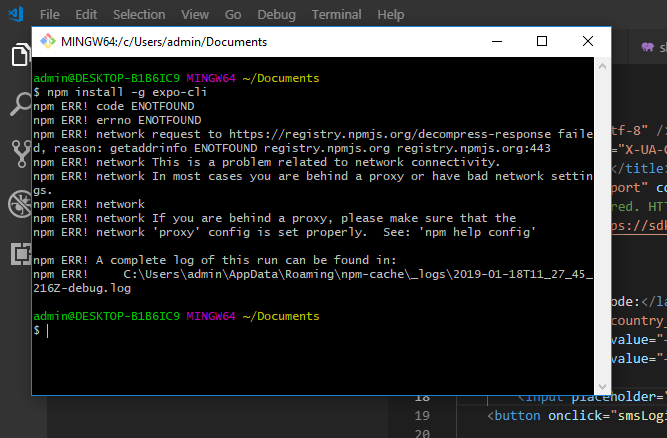 File Edit Selection View Go Debug Terminal Help
MINGW64:/c/Users/admin/Documents
admin@DESKTOP-B1B6IC9 MINGW64 ~/Documents
$ npm install -g expo-cli
npm ERR! code ENOTFOUND
npm ERR! errno ENOTFOUND
npm ERR! network request to https://registry.npmjs.org/decompress-response faile
d, reason: getaddrinfo ENOTFOUND registry.npmjs.org registry.npmjs.org:443
npm ERR! network This is a problem related to network connectivity.
npm ERR! network In most cases you are behind a proxy or have bad network settin
gs.
npm ERR! network
npm ERR! network If you are behind a proxy, please make sure that the
npm ERR! network 'proxy' config is set properly.  See: 'npm help config'
npm ERR! A complete log of this run can be found in:
npm ERR!     C:\Users\admin\AppData\Roaming\npm-cache\_logs\2019-01-18T11_27_45_
216Z-debug.log
admin@DESKTOP-B1B6IC9 MINGW64 ~/Documents
$
tf-8" />
="X-UA-C
</title>
port" co
red. HTT
ps://sdk
ode:</la
country_
value="-
value="-
18 <input placeholder="
19 <button onclick="smsLogi
20